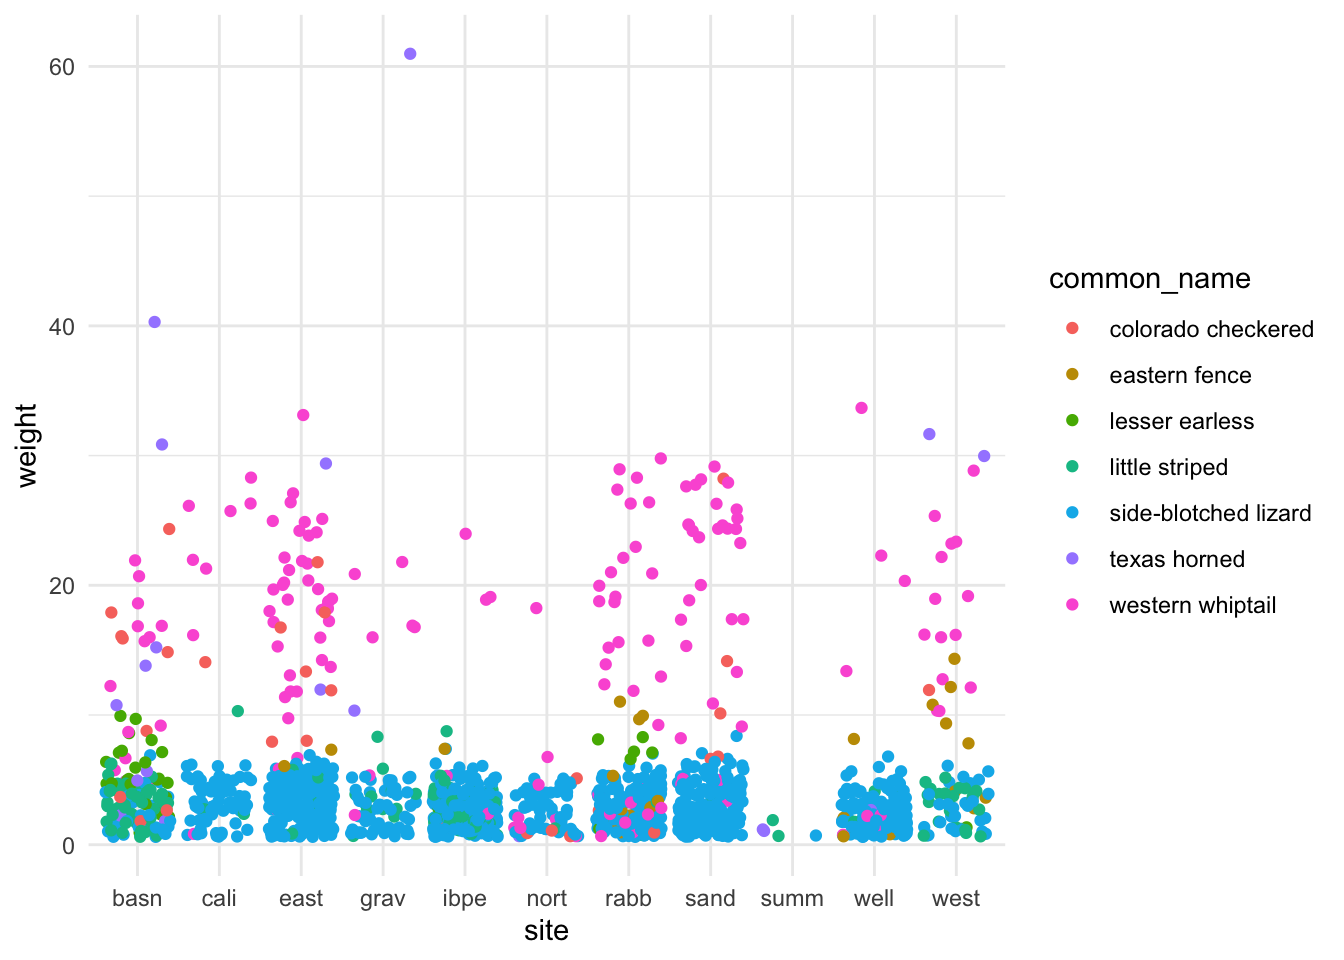 60
40
20
0
weight
basn cali east grav ibpe nort rabb sand summ well west
site
common_name
colorado checkered
eastern fence
lesser earless
little striped
side-blotched lizard
texas horned
western whiptail